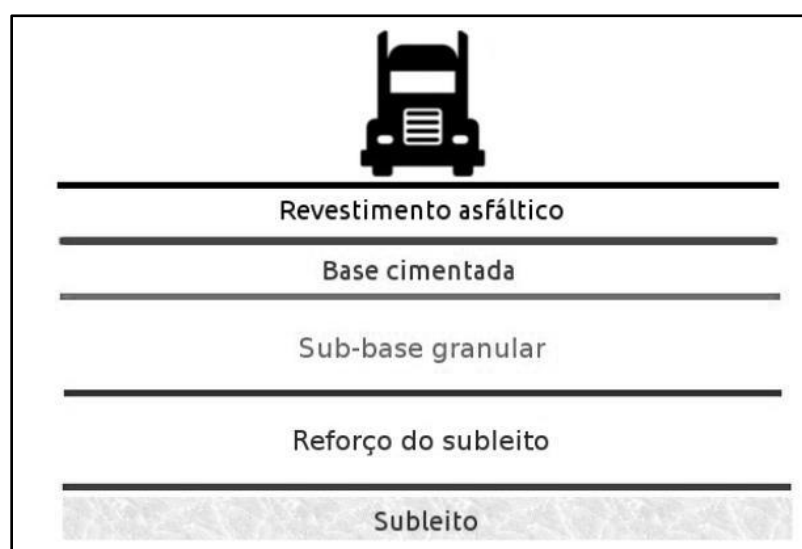 Revestimento asfáltico
Base cimentada
Sub-base granular
Reforço do subleito
Subleito